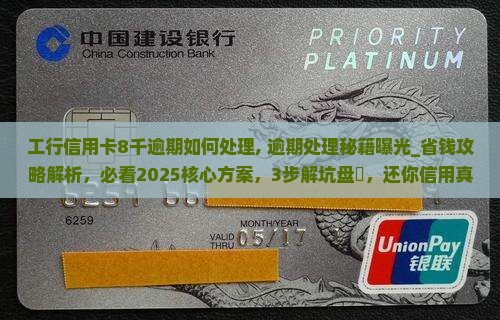 中国建设银行
China Construction Bank
PRIORITY
PLATINUM
工行信用卡8千逾期如何处理, 逾期处理秘籍曝光_省钱攻
略解析，必看2025核心方案，3步解坑盘，还你信用真
6259
6259
MONTH/YEAR
VALID
THRU
05/17
UnionPay
银联